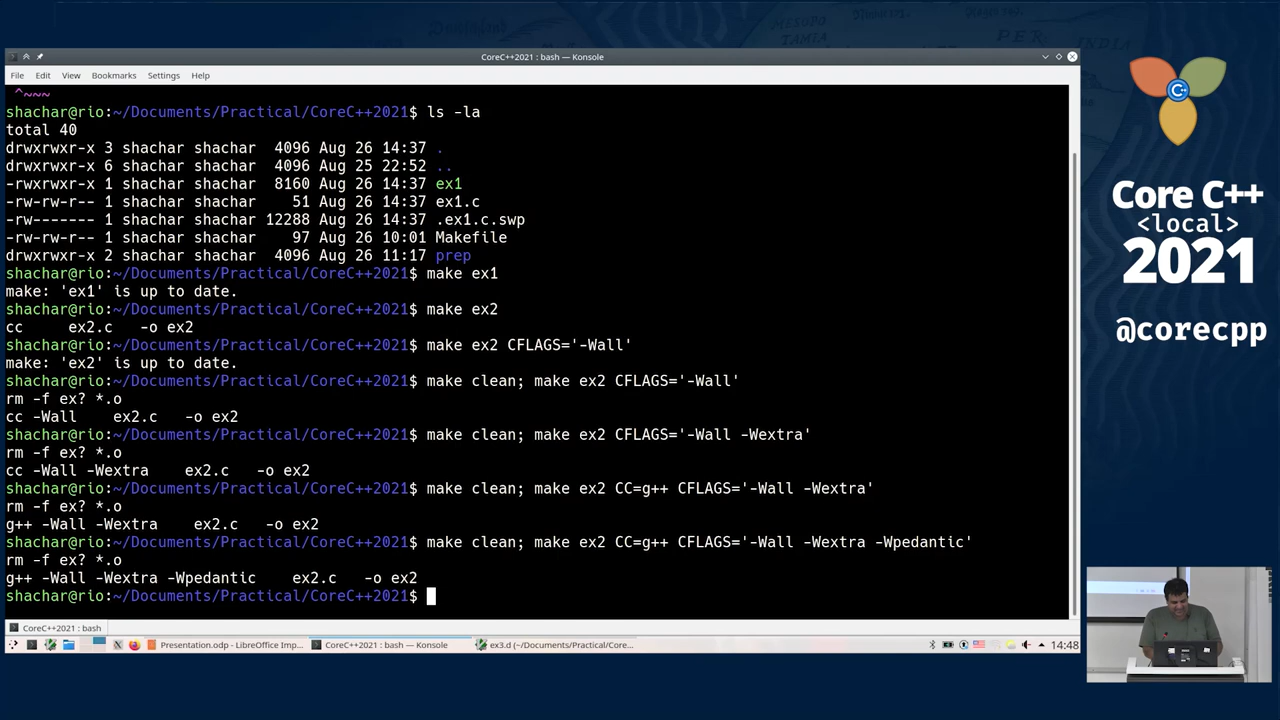 MESOPO
TAMIA
PER
INDIA
CoreC++2021 : bash — Konsole
File Edit View Bookmarks Settings Help
^~~~
shachar@rio:~/Documents/Practical/CoreC++2021$ ls -la
total 40
drwxrwxr-x 3 shachar shachar 4096 Aug 26 14:37 .
drwxrwxr-x 6 shachar shachar 4096 Aug 25 22:52 ..
-rwxrwxr-x 1 shachar shachar 8160 Aug 26 14:37 ex1
-rw-rw-r-- 1 shachar shachar 51 Aug 26 14:37 ex1.c
-rw------- 1 shachar shachar 12288 Aug 26 14:37 .ex1.c.swp
-rw-rw-r-- 1 shachar shachar 97 Aug 26 10:01 Makefile
drwxrwxr-x 2 shachar shachar 4096 Aug 26 11:17 prep
shachar@rio:~/Documents/Practical/CoreC++2021$ make ex1
make: 'ex1' is up to date.
shachar@rio:~/Documents/Practical/CoreC++2021$ make ex2
cc ex2.c -o ex2
shachar@rio:~/Documents/Practical/CoreC++2021$ make ex2 CFLAGS='-Wall'
make: 'ex2' is up to date.
shachar@rio:~/Documents/Practical/CoreC++2021$ make clean; make ex2 CFLAGS='-Wall'
rm -f ex? *.o
cc -Wall ex2.c -o ex2
shachar@rio:~/Documents/Practical/CoreC++2021$ make clean; make ex2 CFLAGS='-Wall -Wextra'
rm -f ex? *.o
cc -Wall -Wextra ex2.c -o ex2
shachar@rio:~/Documents/Practical/CoreC++2021$ make clean; make ex2 CC=g++ CFLAGS='-Wall -Wextra'
rm -f ex? *.o
g++ -Wall -Wextra ex2.c -o ex2
shachar@rio:~/Documents/Practical/CoreC++2021$ make clean; make ex2 CC=g++ CFLAGS='-Wall -Wextra -Wpedantic'
rm -f ex? *.o
g++ -Wall -Wextra -Wpedantic ex2.c -o ex2
shachar@rio:~/Documents/Practical/CoreC++2021$
CoreC++2021 : bash
Presentation.odp - LibreOffice Imp...
CoreC++2021 : bash — Konsole
ex3.d (~/Documents/Practical/Core...
14:48
C++
Core C++
<local>
2021
@corecpp